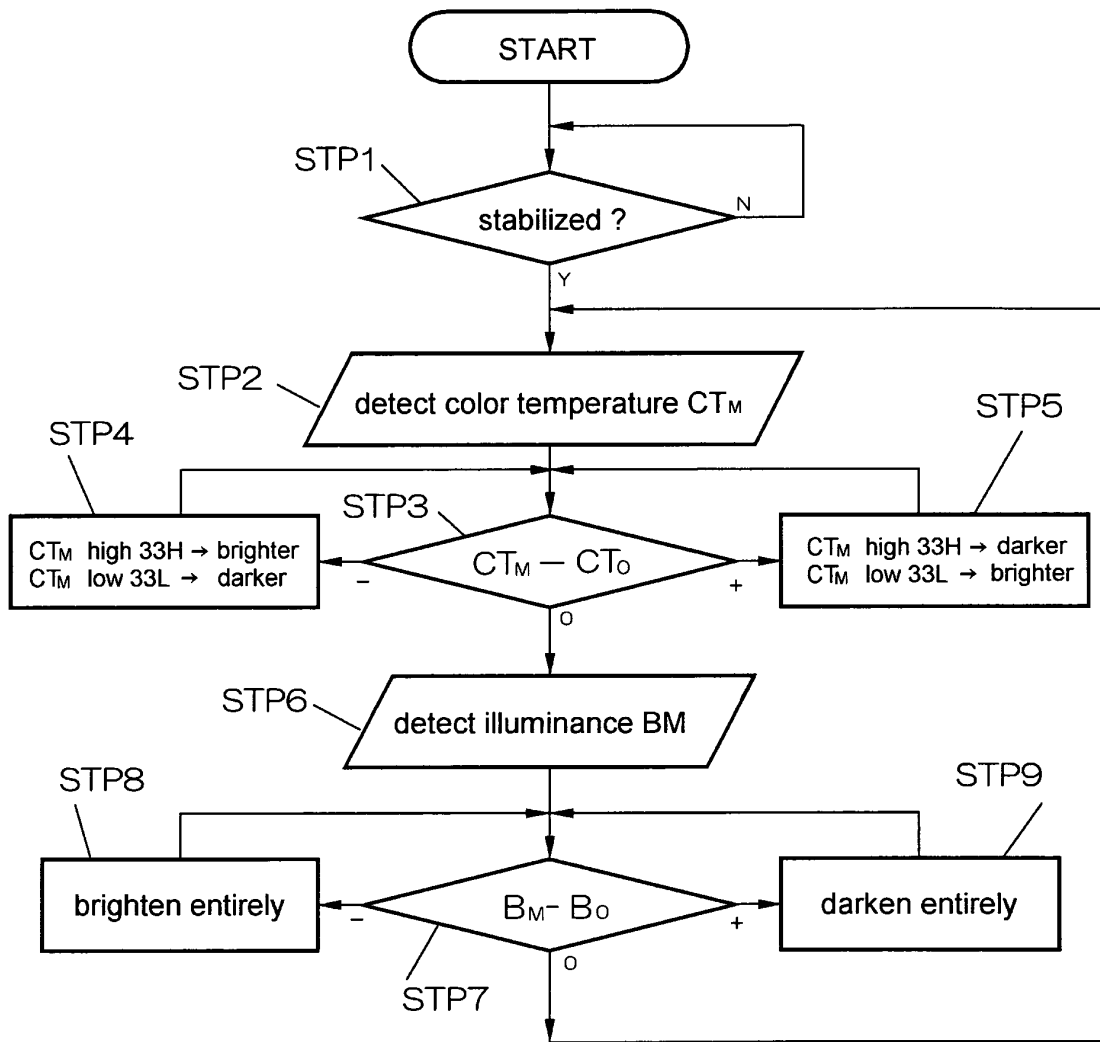 START
STP1
stabilized ?
N
Y
STP2
detect color temperature CTM
STP4
STP5
STP3
CTM high 33H → brighter
CTM low 33L → darker
CTM – CTO
–
+
O
CTM high 33H → darker
CTM low 33L → brighter
STP6
detect illuminance BM
STP8
STP9
brighten entirely
BM - BO
–
+
O
darken entirely
STP7